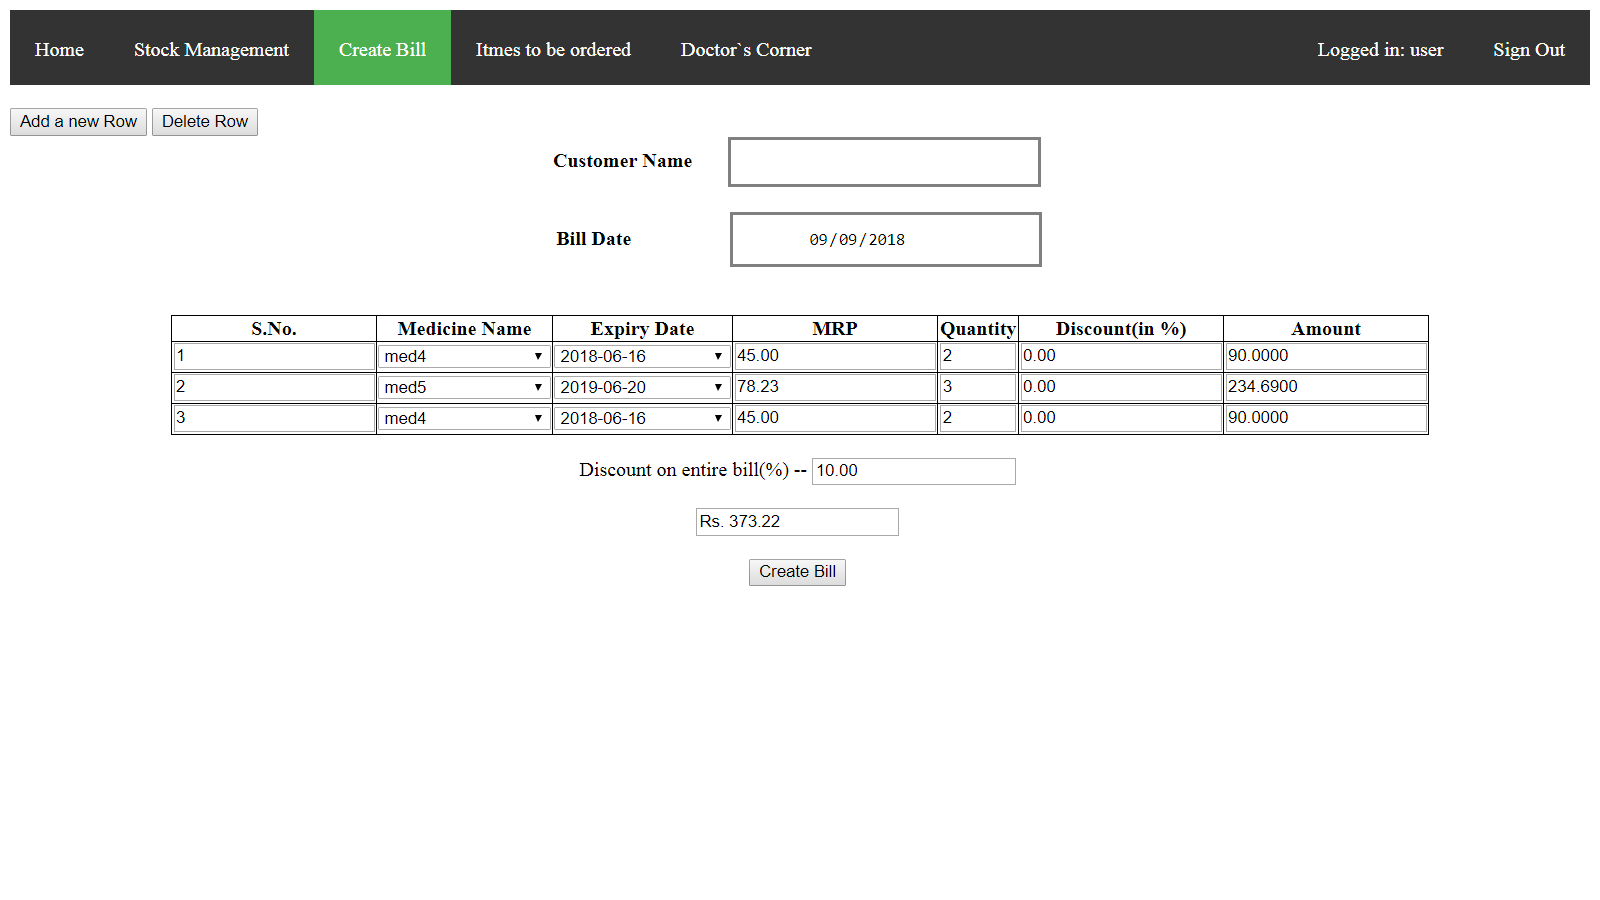 Home Stock Management Create Bill Itmes to be ordered Doctor`s Corner Logged in: user Sign Out
Add a new Row Delete Row
Customer Name
Bill Date 09/09/2018
S.No. Medicine Name Expiry Date MRP Quantity Discount(in %) Amount
1 med4 2018-06-16 45.00 2 0.00 90.0000
2 med5 2019-06-20 78.23 3 0.00 234.6900
3 med4 2018-06-16 45.00 2 0.00 90.0000
Discount on entire bill(%) -- 10.00
Rs. 373.22
Create Bill